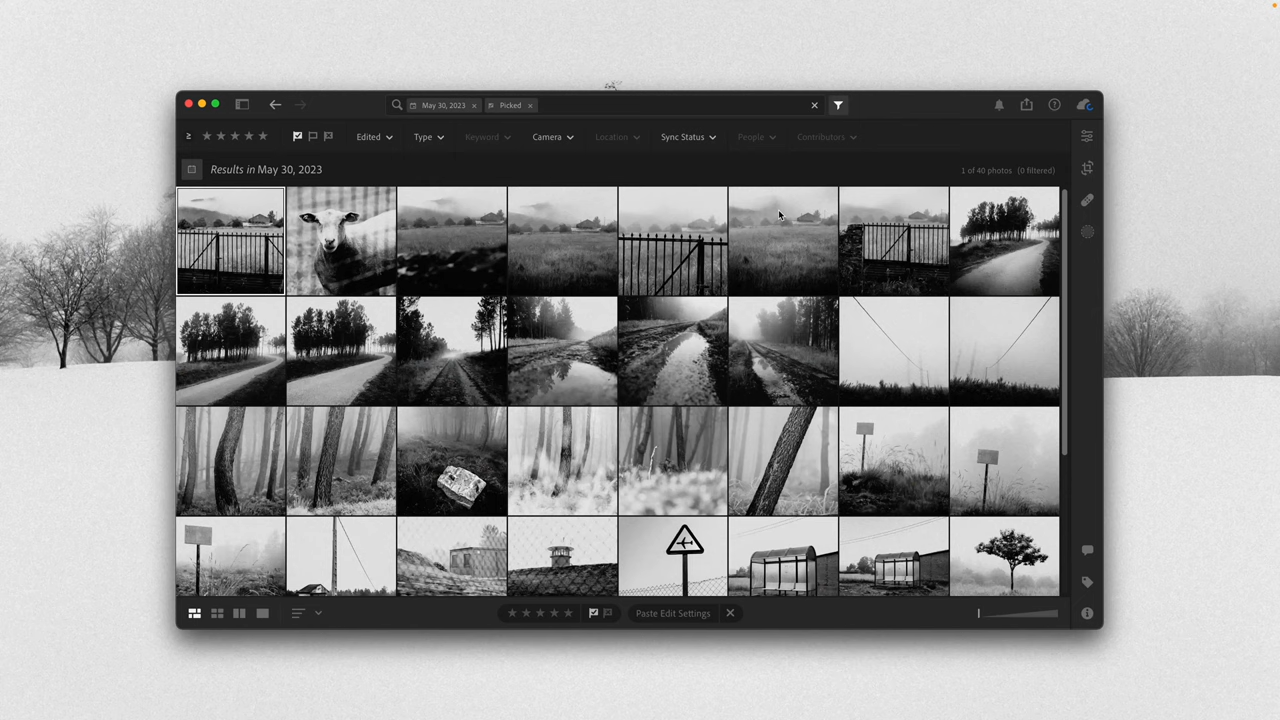 May 30, 2023 Picked
Edited Type Keyword Camera Location Sync Status People Contributors
Results in May 30, 2023
1 of 40 photos (0 filtered)
Paste Edit Settings